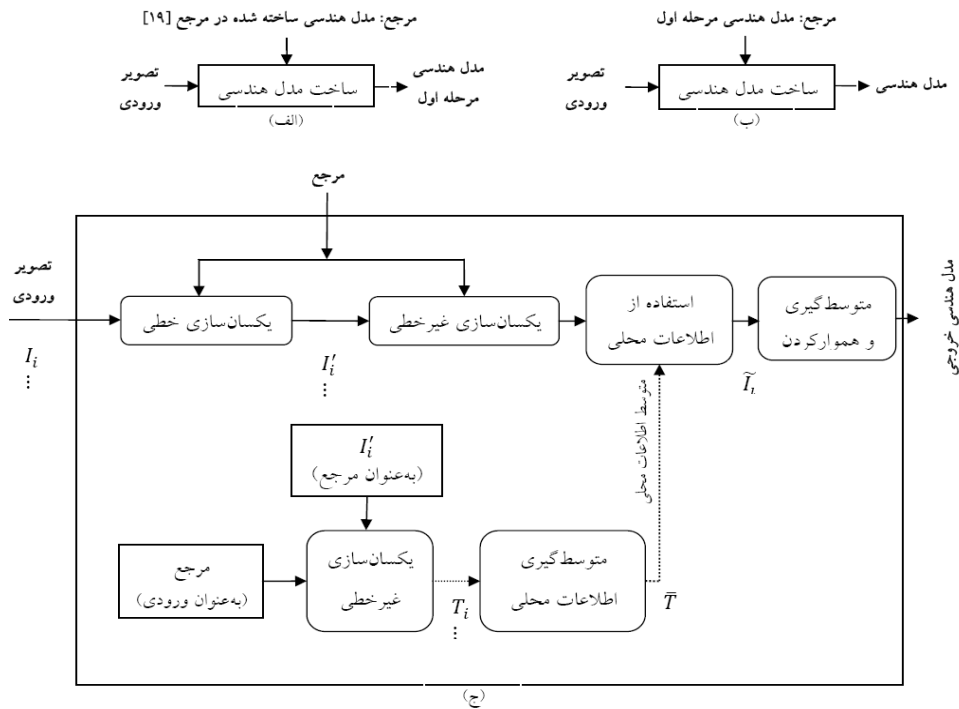 مرجع: مدل هندسی مرحله اول
مرجع: مدل هندسی ساخته شده در مرجع [۱۹]
تصویر
ورودی
ساخت مدل هندسی
مدل هندسی
(ب)
تصویر
ورودی
ساخت مدل هندسی
مدل هندسی
مرحله اول
(الف)
مرجع
تصویر
ورودی
I_i
...
یکسان‌سازی خطی
I′_i
...
یکسان‌سازی غیرخطی
استفاده از
اطلاعات محلی
Ĩ_i
متوسط‌گیری
و هموارکردن
مدل هندسی خروجی
متوسط اطلاعات محلی
I′_i
(به‌عنوان مرجع)
مرجع
(به‌عنوان ورودی)
یکسان‌سازی
غیرخطی
T_i
...
متوسط‌گیری
اطلاعات محلی
T̄
(ج)